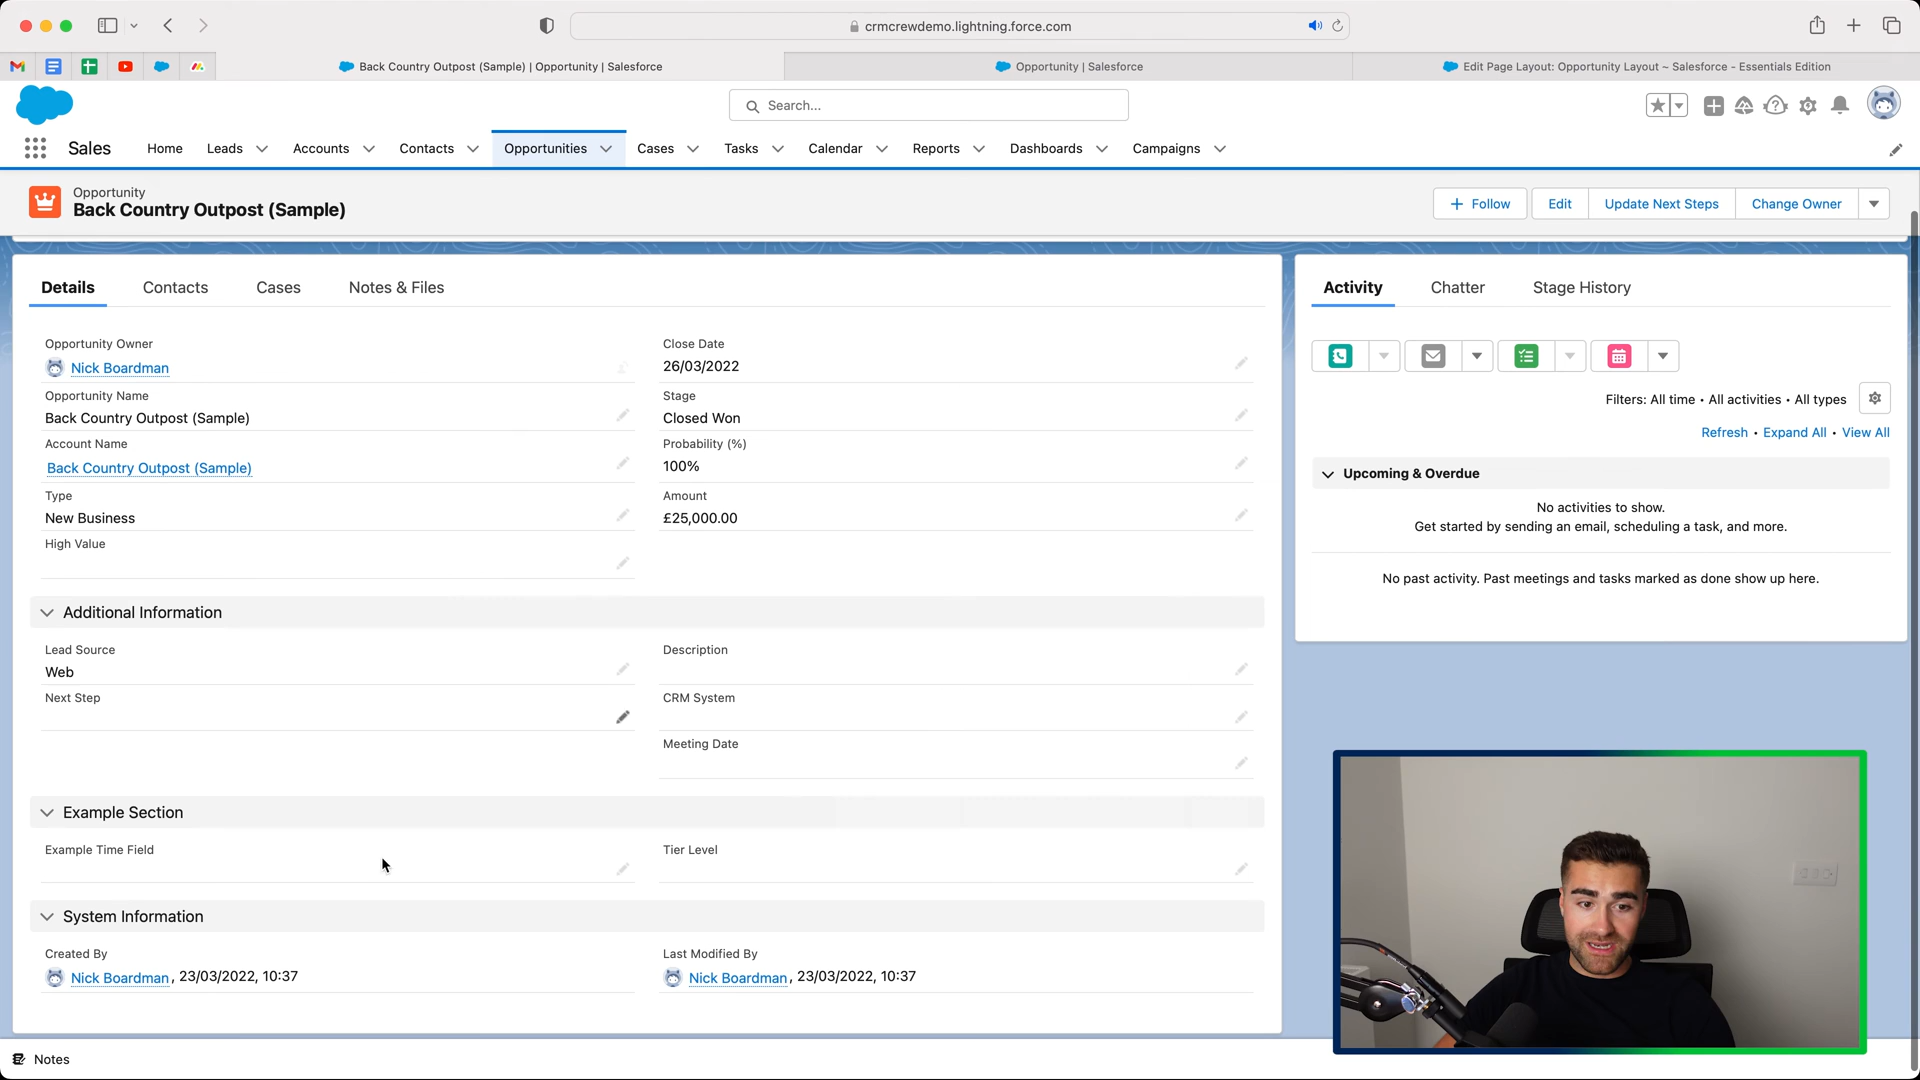 crmcrewdemo.lightning.force.com
Back Country Outpost (Sample) | Opportunity | Salesforce
Opportunity | Salesforce
Edit Page Layout: Opportunity Layout ~ Salesforce - Essentials Edition
Search...
Sales
Home
Leads
Accounts
Contacts
Opportunities
Cases
Tasks
Calendar
Reports
Dashboards
Campaigns
Opportunity
Back Country Outpost (Sample)
+ Follow
Edit
Update Next Steps
Change Owner
Details
Contacts
Cases
Notes & Files
Opportunity Owner
Nick Boardman
Close Date
26/03/2022
Opportunity Name
Back Country Outpost (Sample)
Stage
Closed Won
Account Name
Back Country Outpost (Sample)
Probability (%)
100%
Type
New Business
Amount
£25,000.00
High Value
Additional Information
Lead Source
Web
Description
Next Step
CRM System
Meeting Date
Example Section
Example Time Field
Tier Level
System Information
Created By
Nick Boardman, 23/03/2022, 10:37
Last Modified By
Nick Boardman, 23/03/2022, 10:37
Activity
Chatter
Stage History
Filters: All time • All activities • All types
Refresh • Expand All • View All
Upcoming & Overdue
No activities to show.
Get started by sending an email, scheduling a task, and more.
No past activity. Past meetings and tasks marked as done show up here.
Notes